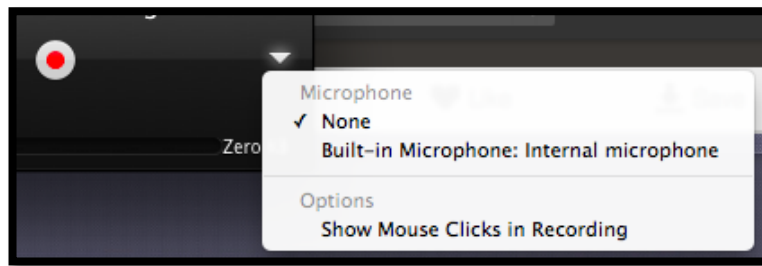 Microphone
✓ None
Zero
Built-in Microphone: Internal microphone
Options
Show Mouse Clicks in Recording